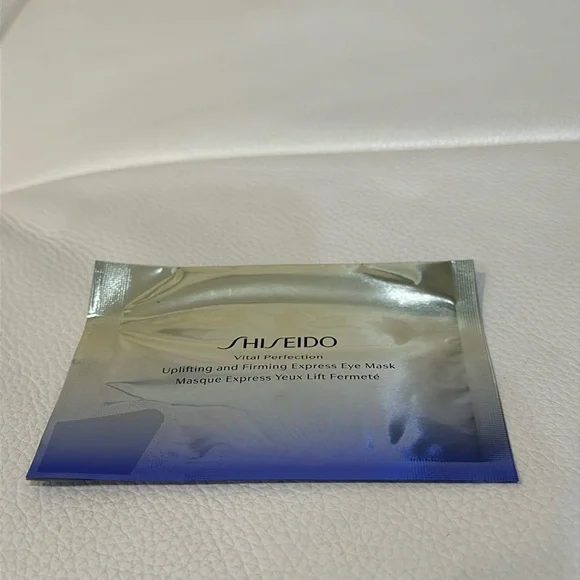 SHISEIDO
Vital Perfection
Uplifting and Firming Express Eye Mask
Masque Express Yeux Lift Fermeté